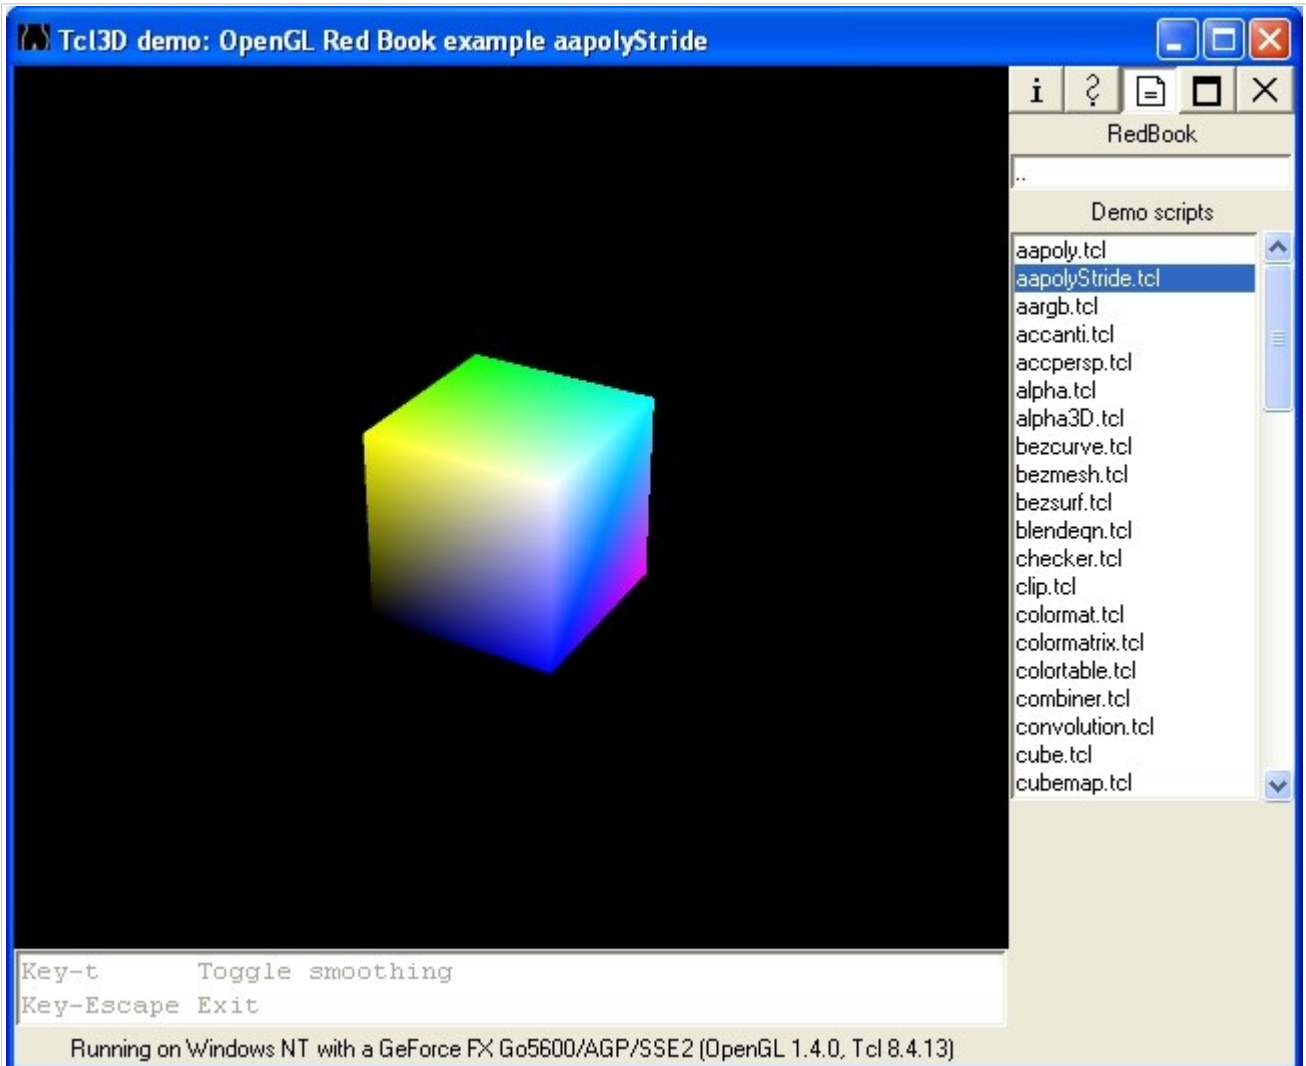 Tcl3D demo: OpenGL Red Book example aapolyStride
i ?
RedBook
..
Demo scripts
aapoly.tcl
aapolyStride.tcl
aargb.tcl
accanti.tcl
accpersp.tcl
alpha.tcl
alpha3D.tcl
bezcurve.tcl
bezmesh.tcl
bezsurf.tcl
blendeqn.tcl
checker.tcl
clip.tcl
colormat.tcl
colormatrix.tcl
colortable.tcl
combiner.tcl
convolution.tcl
cube.tcl
cubemap.tcl
Key-t Toggle smoothing
Key-Escape Exit
Running on Windows NT with a GeForce FX Go5600/AGP/SSE2 (OpenGL 1.4.0, Tcl 8.4.13)